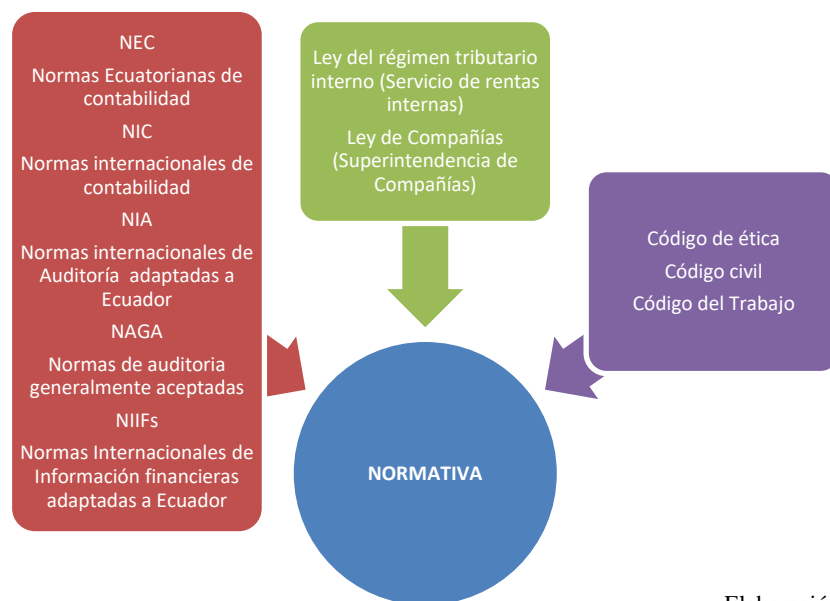 NEC
Normas Ecuatorianas de
contabilidad
NIC
Normas internacionales de
contabilidad
NIA
Normas internacionales de
Auditoría adaptadas a
Ecuador
NAGA
Normas de auditoria
generalmente aceptadas
NIIFs
Normas Internacionales de
Información financieras
adaptadas a Ecuador
Ley del régimen tributario
interno (Servicio de rentas
internas)
Ley de Compañías
(Superintendencia de
Compañías)
Código de ética
Código civil
Código del Trabajo
NORMATIVA